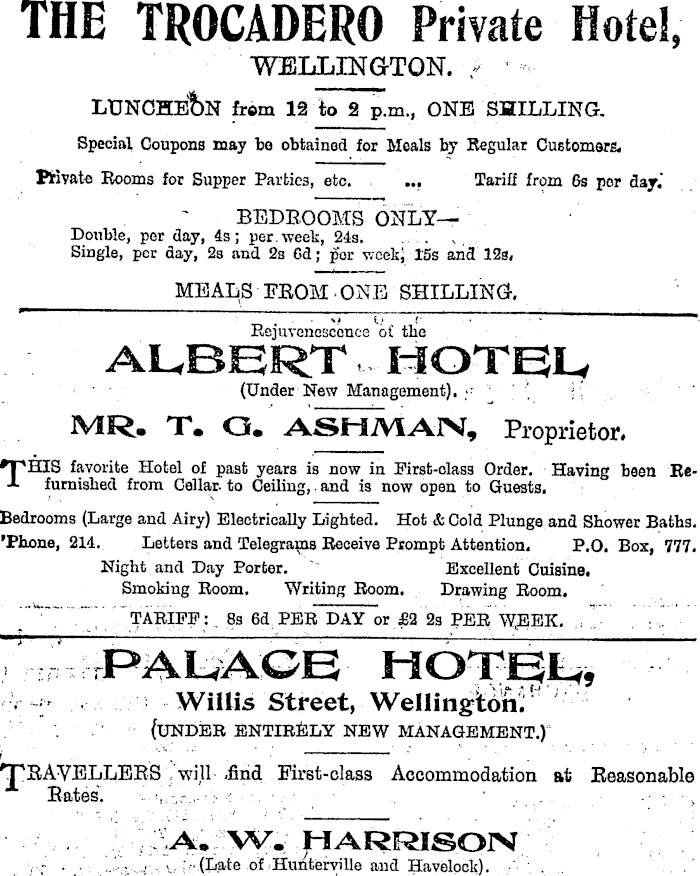 THE TROCADERO Private Hotel,
WELLINGTON.
LUNCHEON from 12 to 2 p.m., ONE SHILLING.
Special Coupons may be obtained for Meals by Regular Customers.
Private Rooms for Supper Parties, etc. ... Tariff from 6s per day.
BEDROOMS ONLY—
Double, per day, 4s; per week, 24s.
Single, per day, 2s and 2s 6d; per week, 15s and 12s.
MEALS FROM ONE SHILLING.
Rejuvenescence of the
ALBERT HOTEL
(Under New Management).
MR. T. G. ASHMAN, Proprietor.
THIS favorite Hotel of past years is now in First-class Order. Having been Re-
furnished from Cellar to Ceiling, and is now open to Guests.
Bedrooms (Large and Airy) Electrically Lighted. Hot & Cold Plunge and Shower Baths.
'Phone, 214. Letters and Telegrams Receive Prompt Attention. P.O. Box, 777.
Night and Day Porter. Excellent Cuisine.
Smoking Room. Writing Room. Drawing Room.
TARIFF: 8s 6d PER DAY or £2 2s PER WEEK.
PALACE HOTEL,
Willis Street, Wellington.
(UNDER ENTIRELY NEW MANAGEMENT.)
TRAVELLERS will find First-class Accommodation at Reasonable
Rates.
A. W. HARRISON
(Late of Hunterville and Havelock).